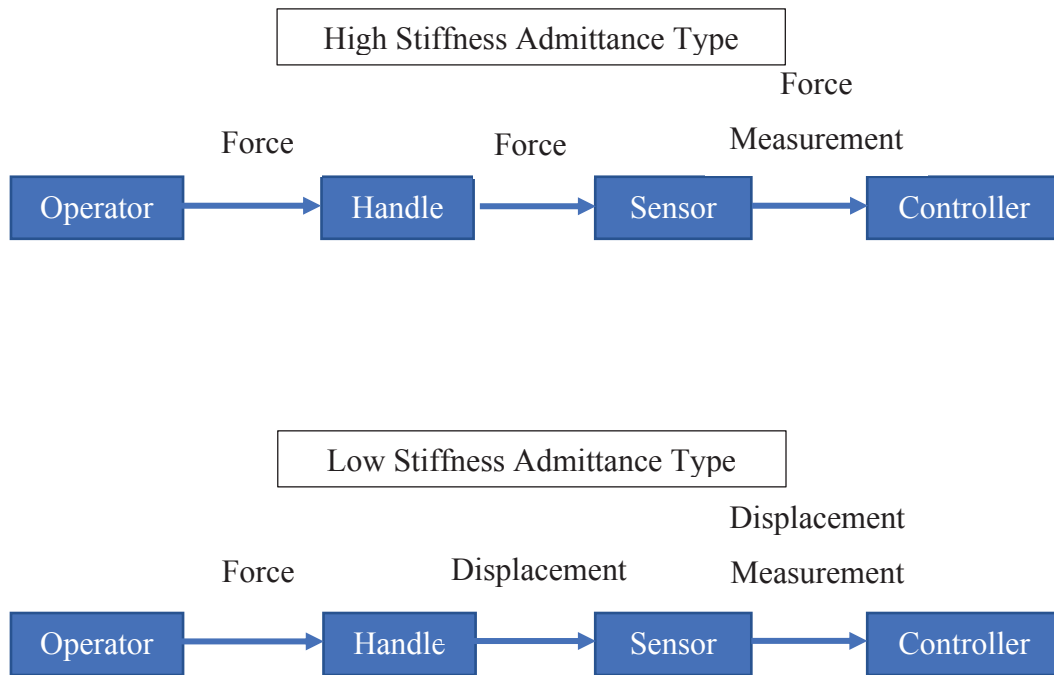 High Stiffness Admittance Type
Force
Force
Force
Measurement
Operator
Handle
Sensor
Controller
Low Stiffness Admittance Type
Displacement
Force
Displacement
Measurement
Operator
Handle
Sensor
Controller